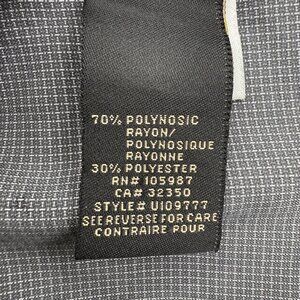 70% POLYNOSIC
RAYON/
POLYNOSIQUE
RAYONNE
30% POLYESTER
RN# 105987
CA# 32350
STYLE# UI09777
SEE REVERSE FOR CARE
CONTRAIRE POUR